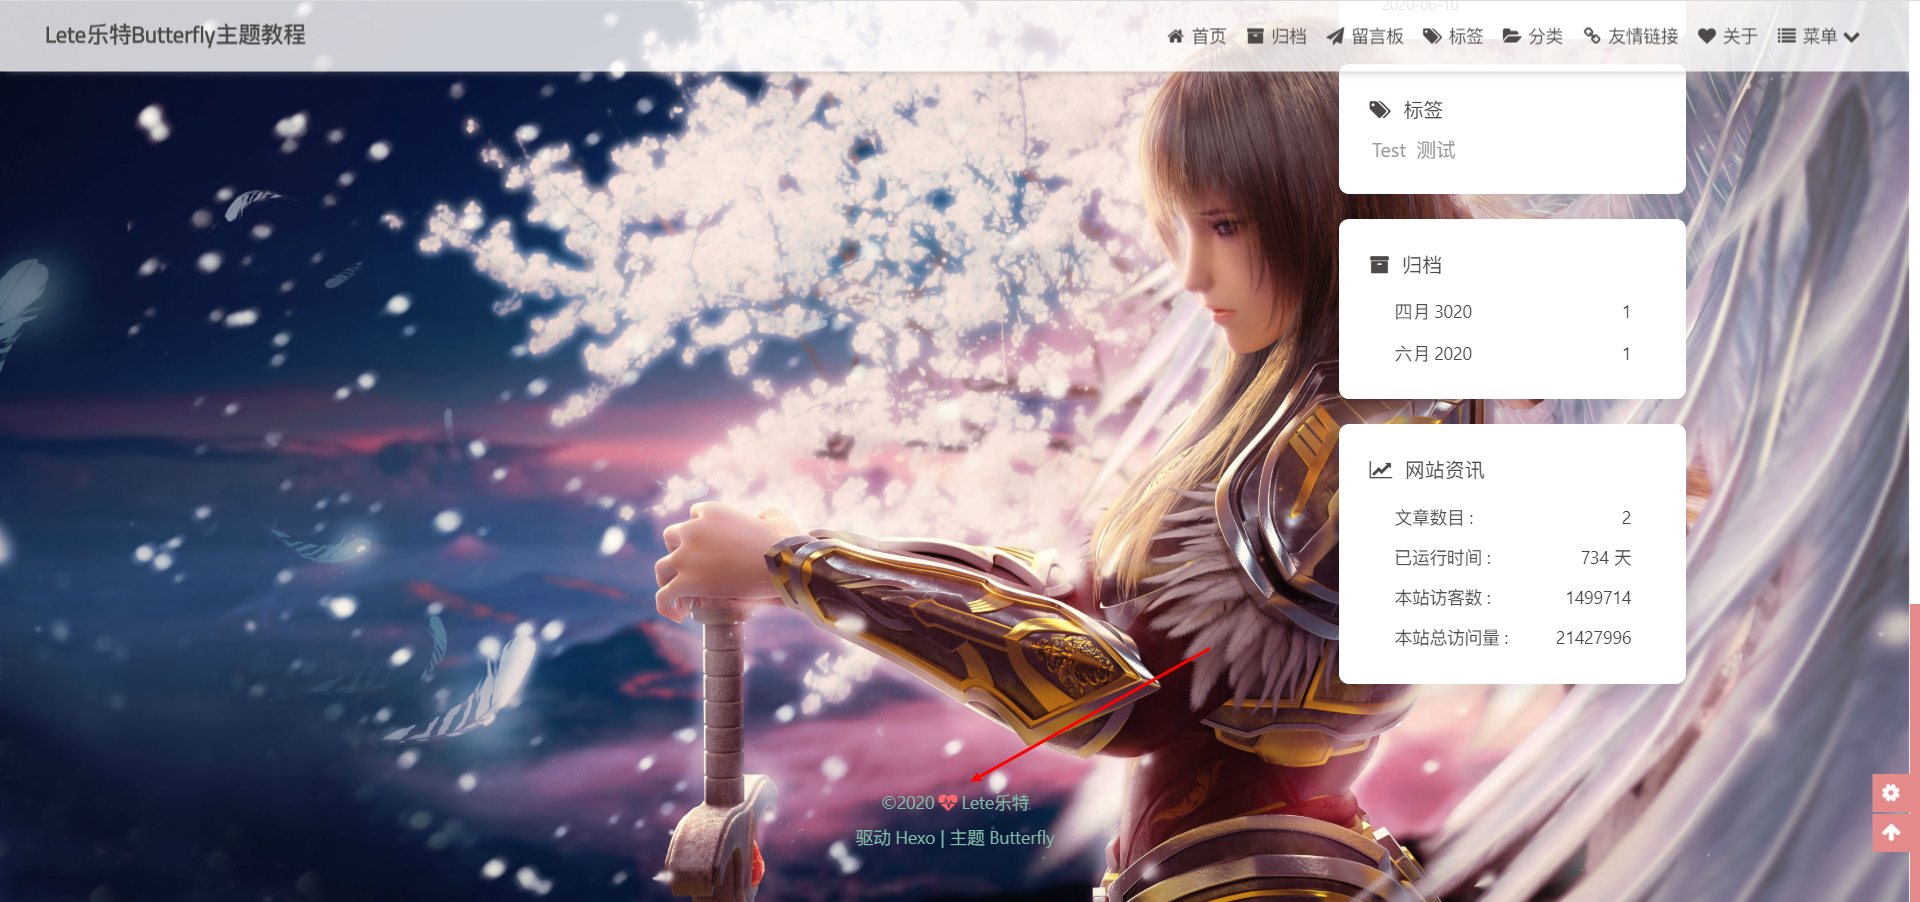 Lete乐特Butterfly主题教程
首页 归档 留言板 标签 分类 友情链接 关于 菜单
2020-06-10
标签
Test 测试
归档
四月 3020 1
六月 2020 1
网站资讯
文章数目 : 2
已运行时间 : 734 天
本站访客数 : 1499714
本站总访问量 : 21427996
©2020 Lete乐特
驱动 Hexo | 主题 Butterfly